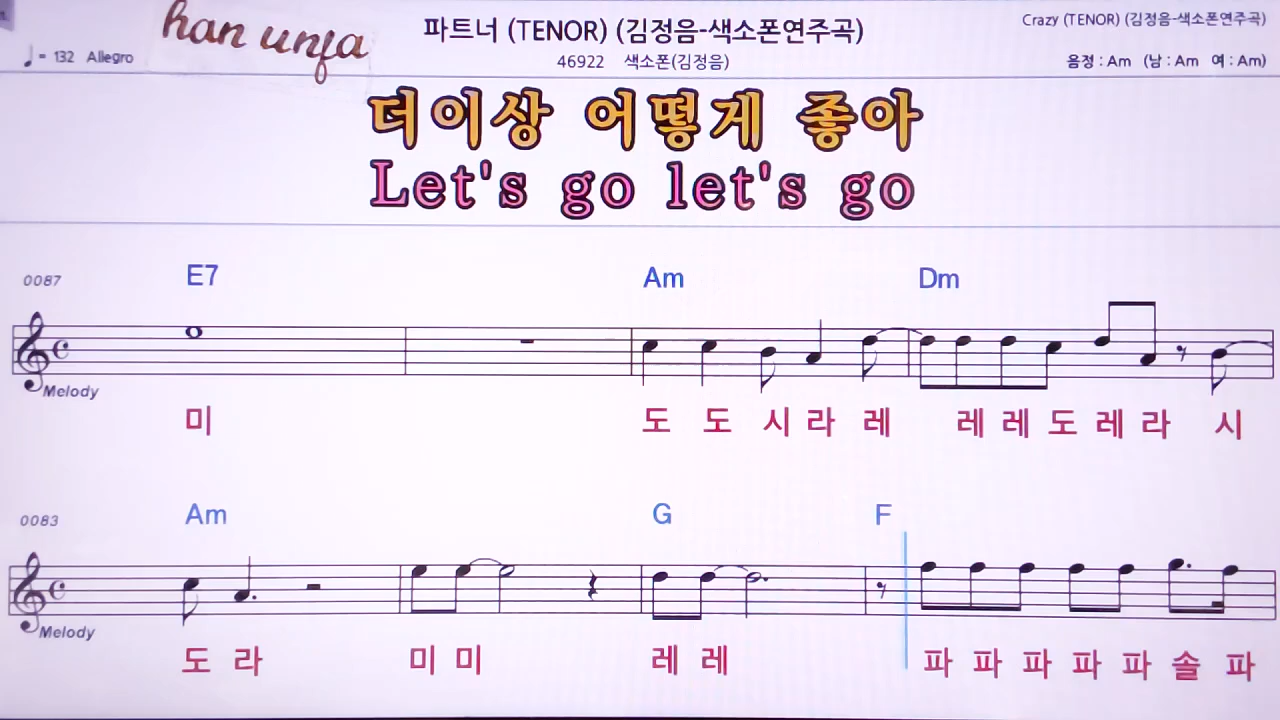 han unja
파트너 (TENOR) (김정음-색소폰연주곡)
Crazy (TENOR) (김정음-색소폰연주곡)
= 132 Allegro
46922 색소폰(김정음)
음정 : Am (남 : Am 여 : Am)
더이상 어떻게 좋아
Let's go let's go
0087
E7 Am Dm
Melody
미 도 도 시 라 레 레 레 도 레 라 시
0083
Am G F
Melody
도 라 미 미 레 레 파 파 파 파 파 솔 파